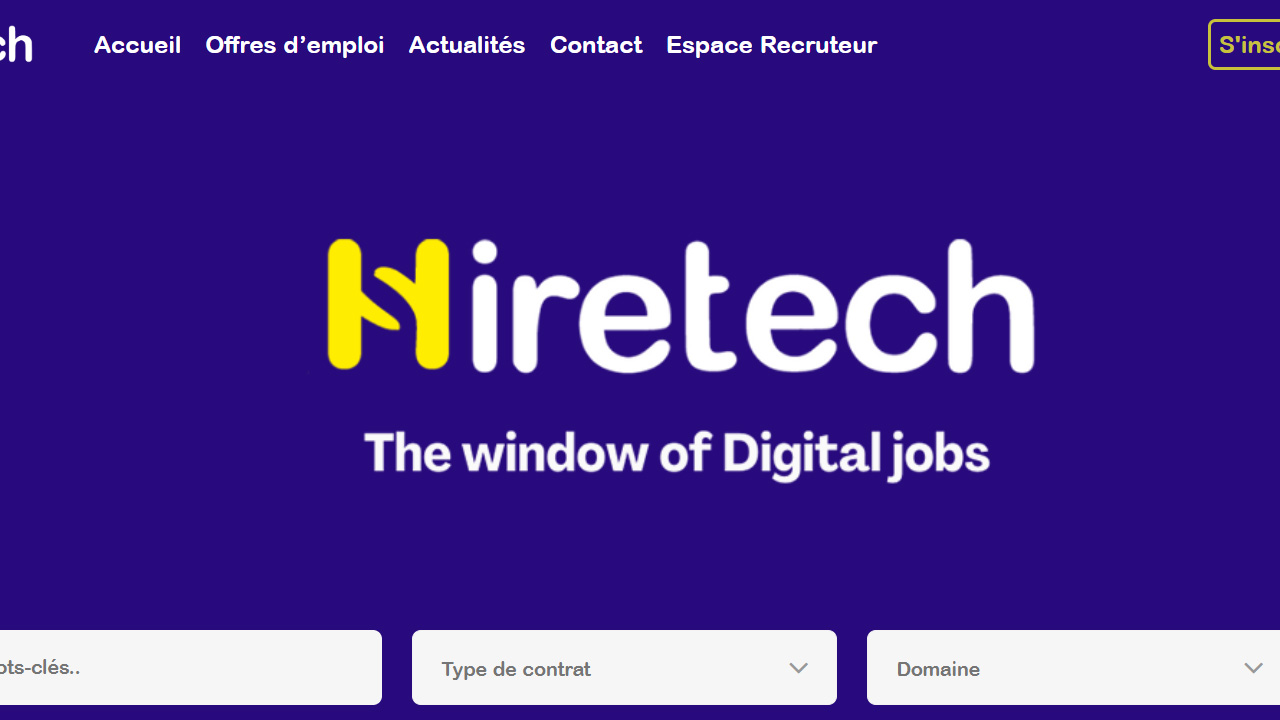 ch Accueil Offres d’emploi Actualités Contact Espace Recruteur S'insc
Hiretech
The window of Digital jobs
ots-clés.. Type de contrat Domaine